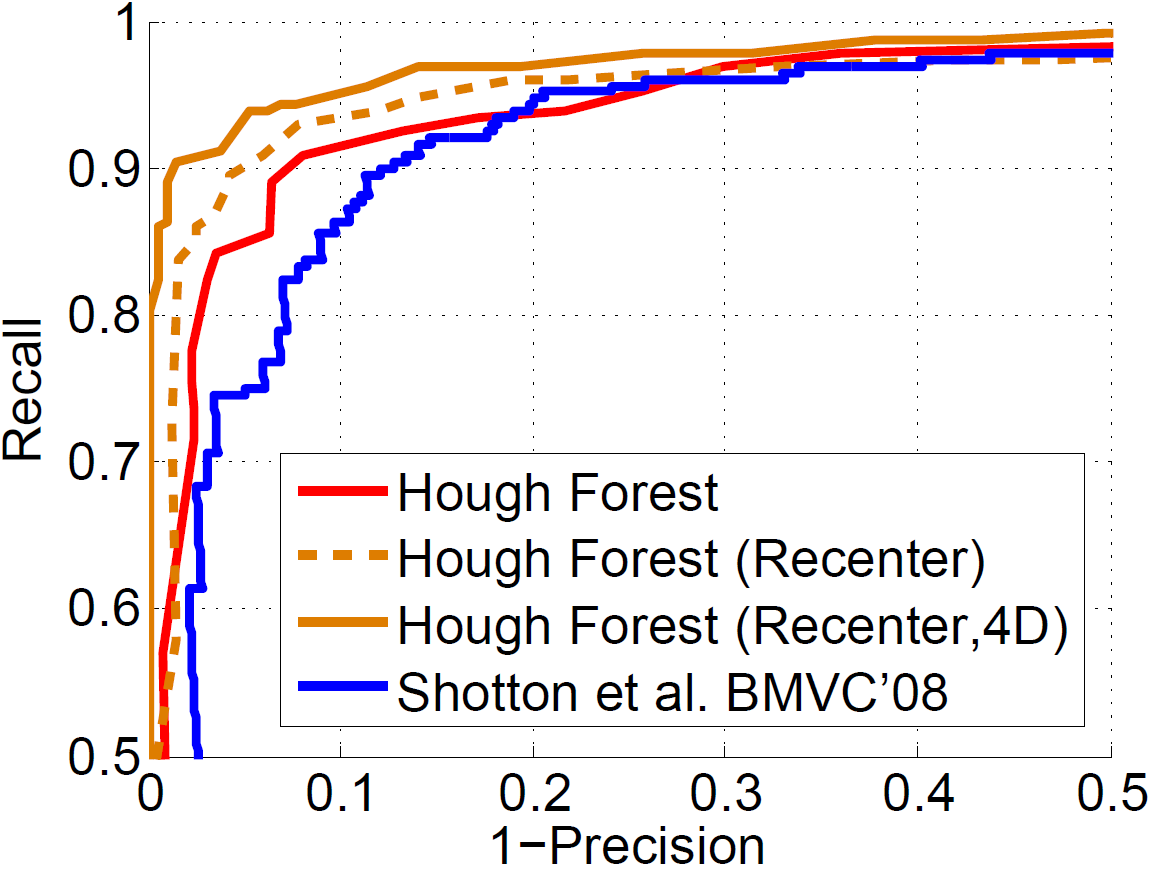 1
0.9
0.8
0.7
0.6
0.5
Recall
Hough Forest
Hough Forest (Recenter)
Hough Forest (Recenter,4D)
Shotton et al. BMVC’08
0 0.1 0.2 0.3 0.4 0.5
1−Precision